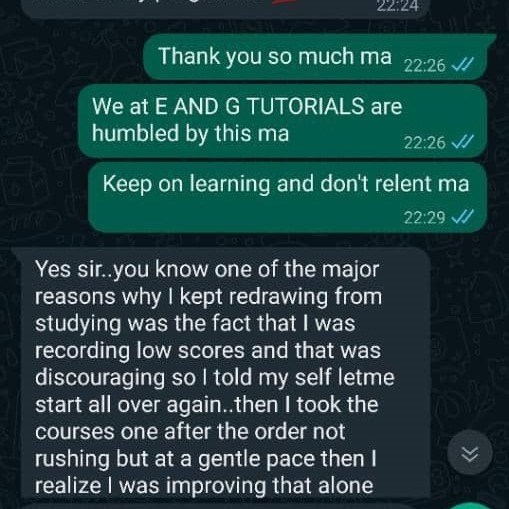 22:24
Thank you so much ma 22:26
We at E AND G TUTORIALS are
humbled by this ma 22:26
Keep on learning and don't relent ma
22:29
Yes sir..you know one of the major
reasons why I kept redrawing from
studying was the fact that I was
recording low scores and that was
discouraging so I told my self letme
start all over again..then I took the
courses one after the order not
rushing but at a gentle pace then I
realize I was improving that alone